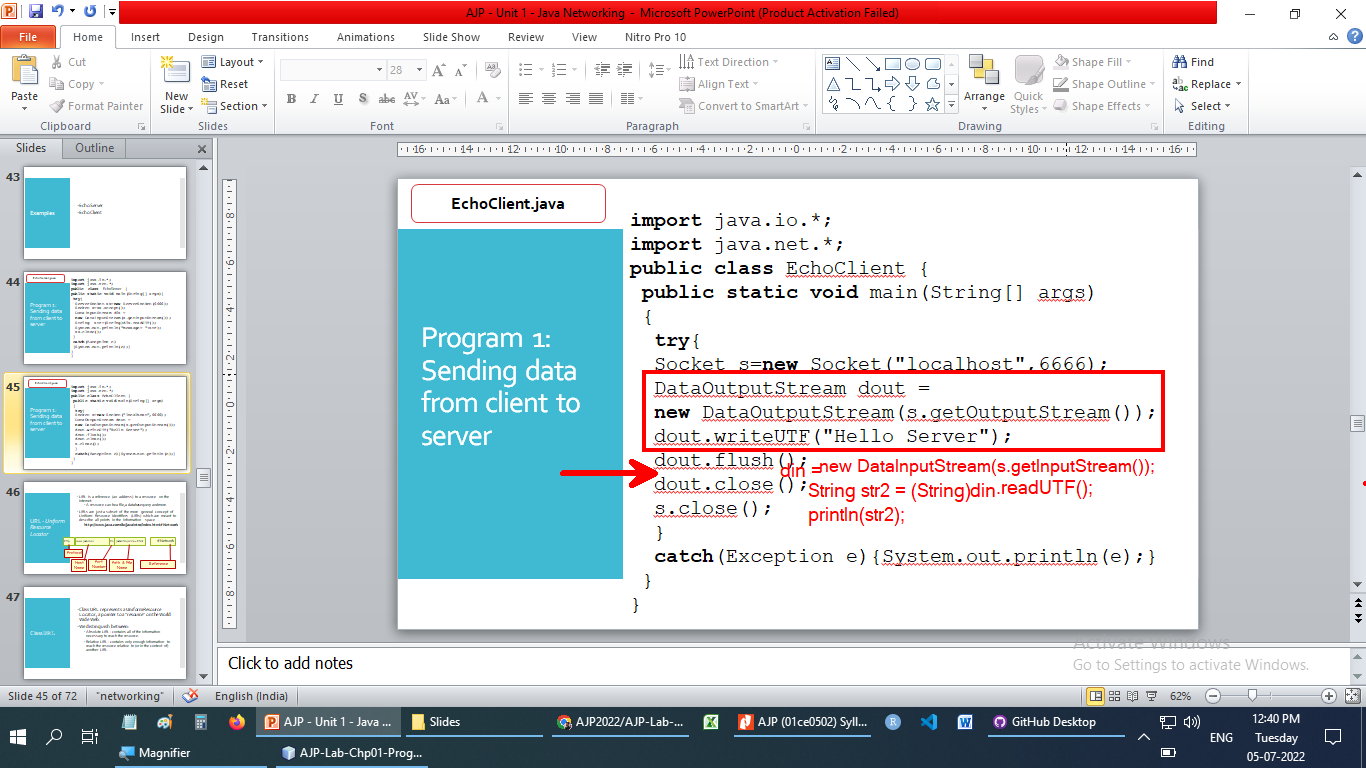 AJP - Unit 1 - Java Networking - Microsoft PowerPoint (Product Activation Failed)
File Home Insert Design Transitions Animations Slide Show Review View Nitro Pro 10
Paste
Cut
Copy
Format Painter
Clipboard
New Slide
Layout
Reset
Section
Slides
28
Font
Text Direction
Align Text
Convert to SmartArt
Paragraph
Arrange
Quick Styles
Shape Fill
Shape Outline
Shape Effects
Drawing
Find
Replace
Select
Editing
Slides Outline
43
Examples
EchoServer
EchoClient
44
Program 1:
Sending data
from client to
server
45
Program 1:
Sending data
from client to
server
46
URL - Uniform
Resource
Locator
47
Class URL
EchoClient.java
Program 1:
Sending data
from client to
server
import java.io.*;
import java.net.*;
public class EchoClient {
public static void main(String[] args)
{
try{
Socket s=new Socket("localhost",6666);
DataOutputStream dout =
new DataOutputStream(s.getOutputStream());
dout.writeUTF("Hello Server");
dout.flush();
din =new DataInputStream(s.getInputStream());
dout.close();
String str2 = (String)din.readUTF();
s.close();
println(str2);
}
catch(Exception e){System.out.println(e);}
}
}
Click to add notes
Activate Windows
Go to Settings to activate Windows.
Slide 45 of 72 "networking" English (India) 62%
AJP - Unit 1 - Java ... Slides AJP2022/AJP-Lab-... AJP (01ce0502) Syll... GitHub Desktop
ENG
12:40 PM
Tuesday
05-07-2022
Magnifier AJP-Lab-Chp01-Prog...